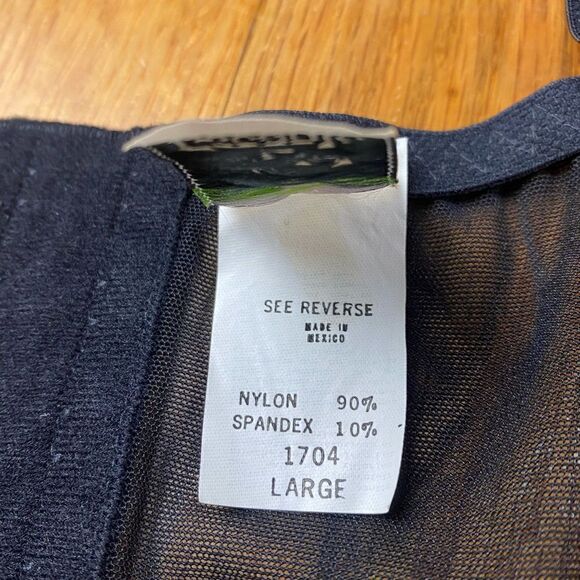 SEE REVERSE
MADE IN
MEXICO
NYLON 90%
SPANDEX 10%
1704
LARGE